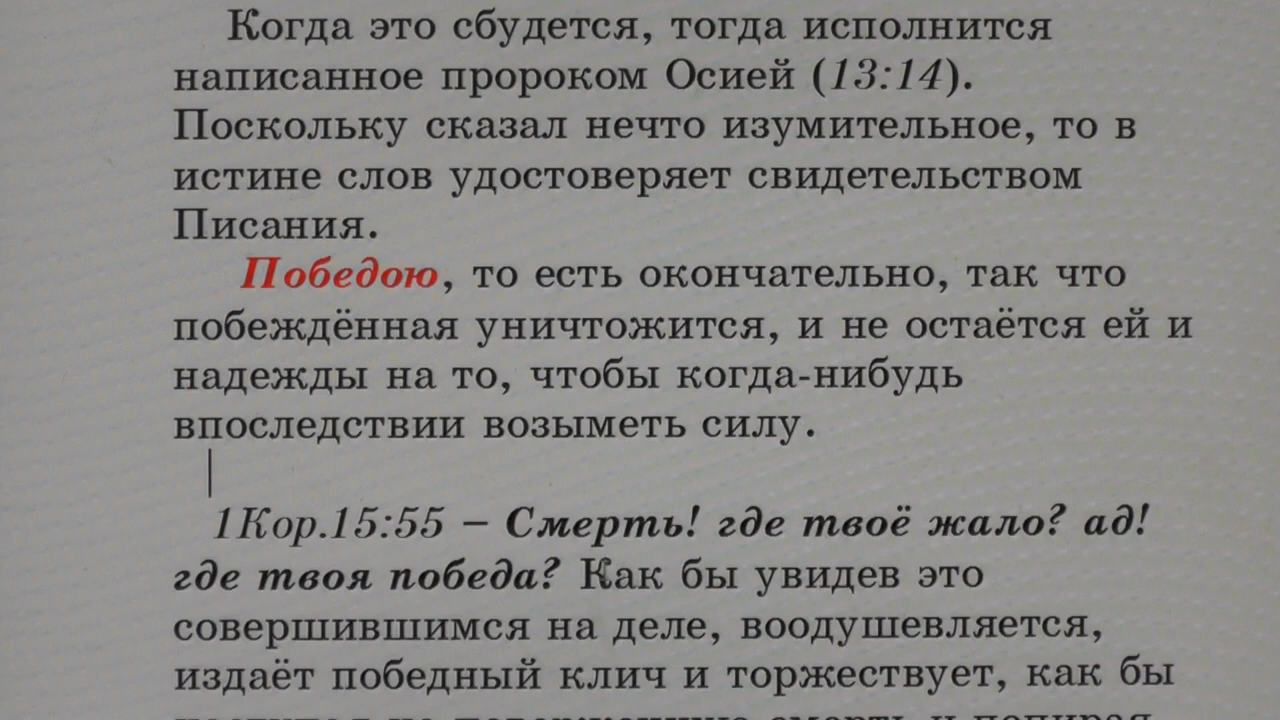 Когда это сбудется, тогда исполнится
написанное пророком Осией (13:14).
Поскольку сказал нечто изумительное, то в
истине слов удостоверяет свидетельством
Писания.
Победою, то есть окончательно, так что
побеждённая уничтожится, и не остаётся ей и
надежды на то, чтобы когда-нибудь
впоследствии возыметь силу.
1Кор.15:55 – Смерть! где твоё жало? ад!
где твоя победа? Как бы увидев это
совершившимся на деле, воодушевляется,
издаёт победный клич и торжествует, как бы